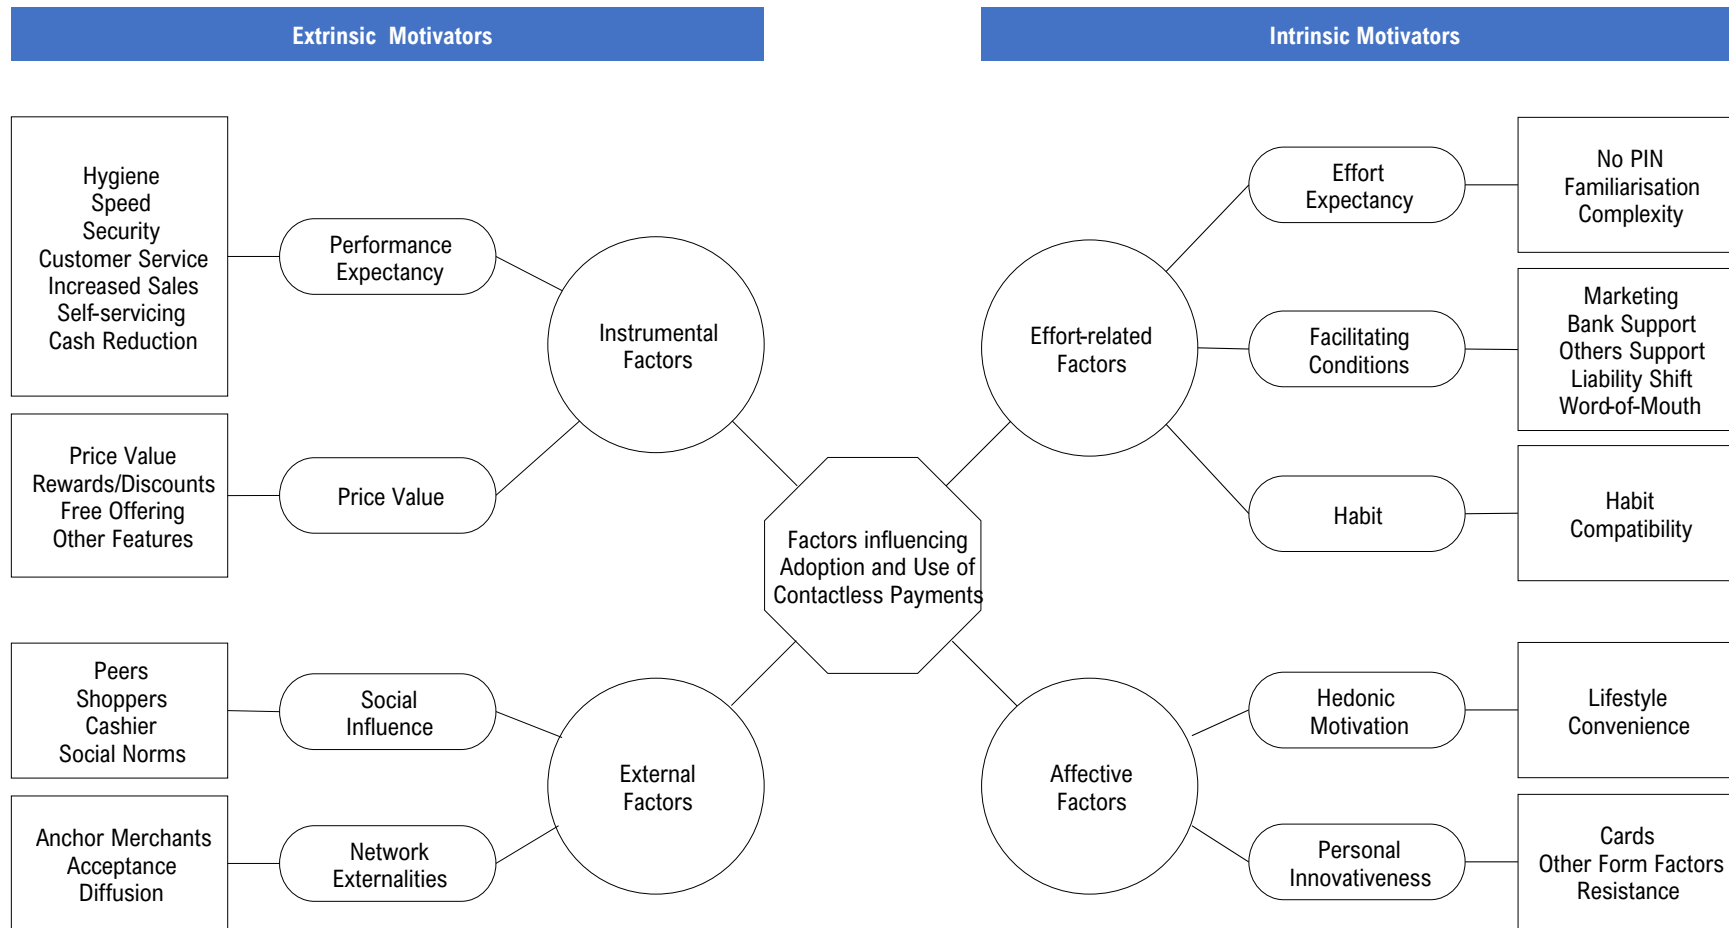 Extrinsic Motivators
Intrinsic Motivators
Hygiene
Speed
Security
Customer Service
Increased Sales
Self-servicing
Cash Reduction
Performance
Expectancy
Instrumental
Factors
Price Value
Rewards/Discounts
Free Offering
Other Features
Price Value
Peers
Shoppers
Cashier
Social Norms
Social
Influence
External
Factors
Anchor Merchants
Acceptance
Diffusion
Network
Externalities
Factors influencing
Adoption and Use of
Contactless Payments
Effort-related
Factors
Effort
Expectancy
No PIN
Familiarisation
Complexity
Facilitating
Conditions
Marketing
Bank Support
Others Support
Liability Shift
Word-of-Mouth
Habit
Habit
Compatibility
Affective
Factors
Hedonic
Motivation
Lifestyle
Convenience
Personal
Innovativeness
Cards
Other Form Factors
Resistance